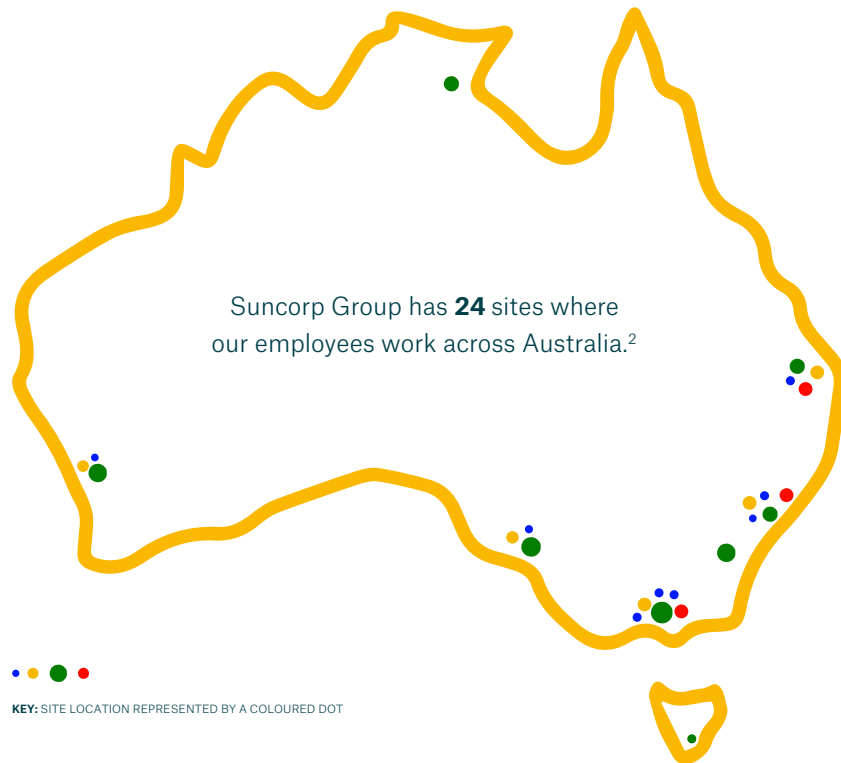 Suncorp Group has 24 sites where
our employees work across Australia.2
KEY: SITE LOCATION REPRESENTED BY A COLOURED DOT